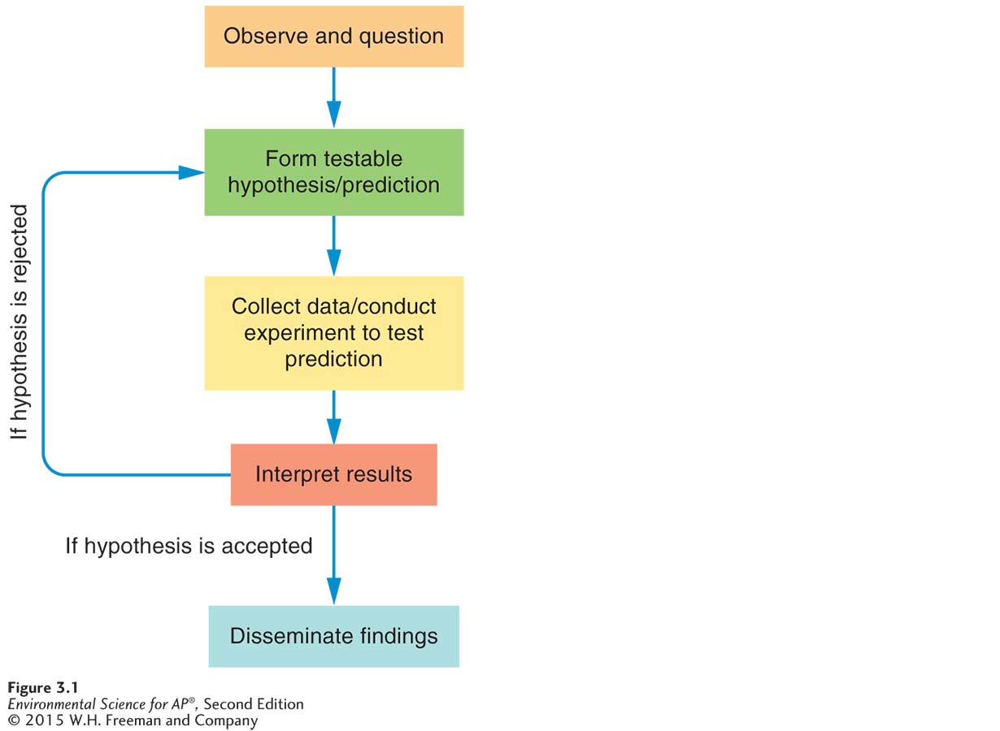 Observe and question
Form testable
hypothesis/prediction
If hypothesis is rejected
Collect data/conduct
experiment to test
prediction
Interpret results
If hypothesis is accepted
Disseminate findings
Figure 3.1
Environmental Science for AP®, Second Edition
© 2015 W.H. Freeman and Company